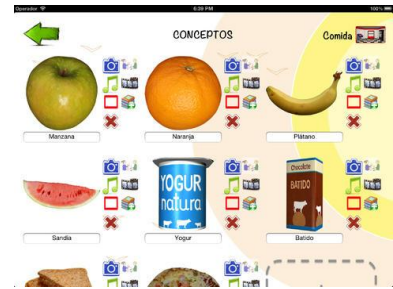 Operador
6:39 PM
100%
CONCEPTOS
Comida
Manzana
Naranja
Plátano
YOGUR
natura
Chocolate
BATIDO
Sandía
Yogur
Batido